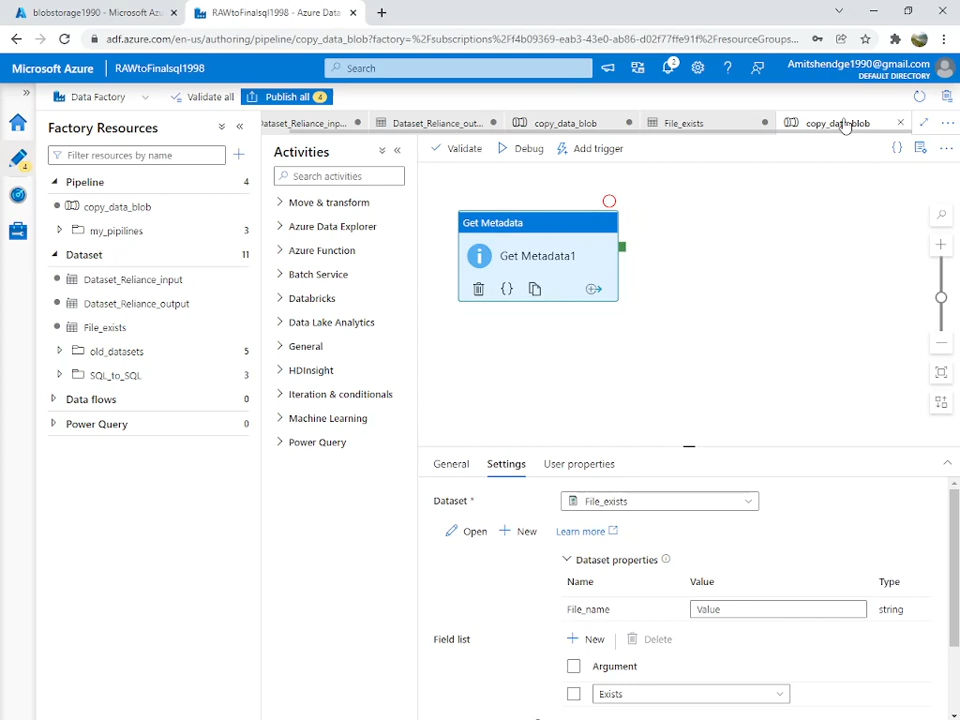 blobstorage1990 - Microsoft Az
RAWtoFinalsql1998 - Azure Data
adf.azure.com/en-us/authoring/pipeline/copy_data_blob?factory=%2Fsubscriptions%2Ff4b09369-eab3-43e0-ab86-d02f77ffe91f%2FresourceGroups...
Microsoft Azure
RAWtoFinalsql1998
Search
2
Amitshendge1990@gmail.com
DEFAULT DIRECTORY
Data Factory
Validate all
Publish all 4
Factory Resources
Filter resources by name
Pipeline 4
copy_data_blob
my_pipilines 3
Dataset 11
Dataset_Reliance_input
Dataset_Reliance_output
File_exists
old_datasets 5
SQL_to_SQL 3
Data flows 0
Power Query 0
4
Activities
Search activities
Move & transform
Azure Data Explorer
Azure Function
Batch Service
Databricks
Data Lake Analytics
General
HDInsight
Iteration & conditionals
Machine Learning
Power Query
Dataset_Reliance_inp...
Dataset_Reliance_out...
copy_data_blob
File_exists
copy_data_blob
Validate
Debug
Add trigger
Get Metadata
Get Metadata1
General
Settings
User properties
Dataset *
File_exists
Open
New
Learn more
Dataset properties
Name Value Type
File_name Value string
Field list
New
Delete
Argument
Exists